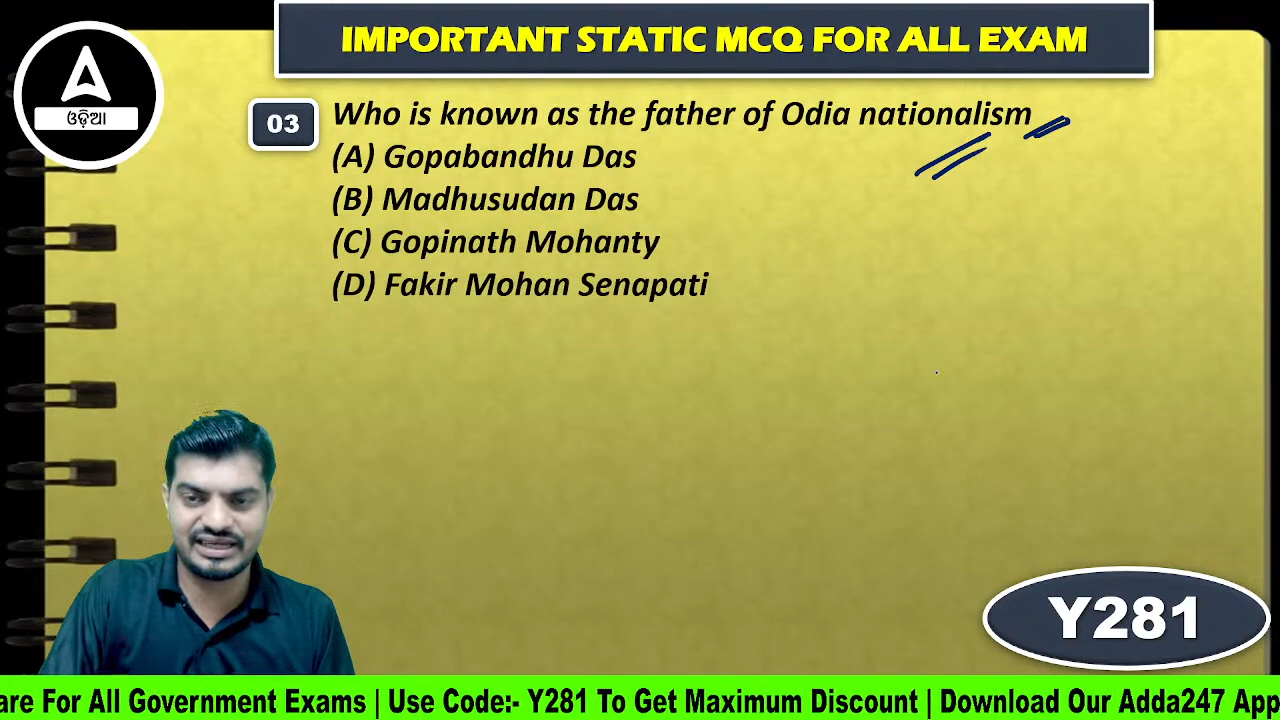 IMPORTANT STATIC MCQ FOR ALL EXAM
ଓଡ଼ିଆ
03
Who is known as the father of Odia nationalism
(A) Gopabandhu Das
(B) Madhusudan Das
(C) Gopinath Mohanty
(D) Fakir Mohan Senapati
Y281
For All Government Exams | Use Code:- Y281 To Get Maximum Discount | Download Our Adda247 App